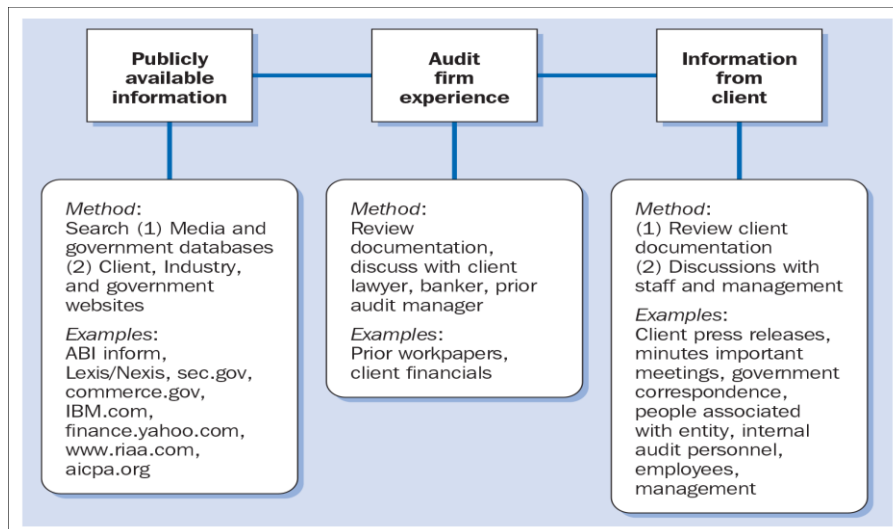 Publicly
available
information
Audit
firm
experience
Information
from
client
Method:
Search (1) Media and
government databases
(2) Client, Industry,
and government
websites
Examples:
ABI inform,
Lexis/Nexis, sec.gov,
commerce.gov,
IBM.com,
finance.yahoo.com,
www.riaa.com,
aicpa.org
Method:
Review
documentation,
discuss with client
lawyer, banker, prior
audit manager
Examples:
Prior workpapers,
client financials
Method:
(1) Review client
documentation
(2) Discussions with
staff and management
Examples:
Client press releases,
minutes important
meetings, government
correspondence,
people associated
with entity, internal
audit personnel,
employees,
management